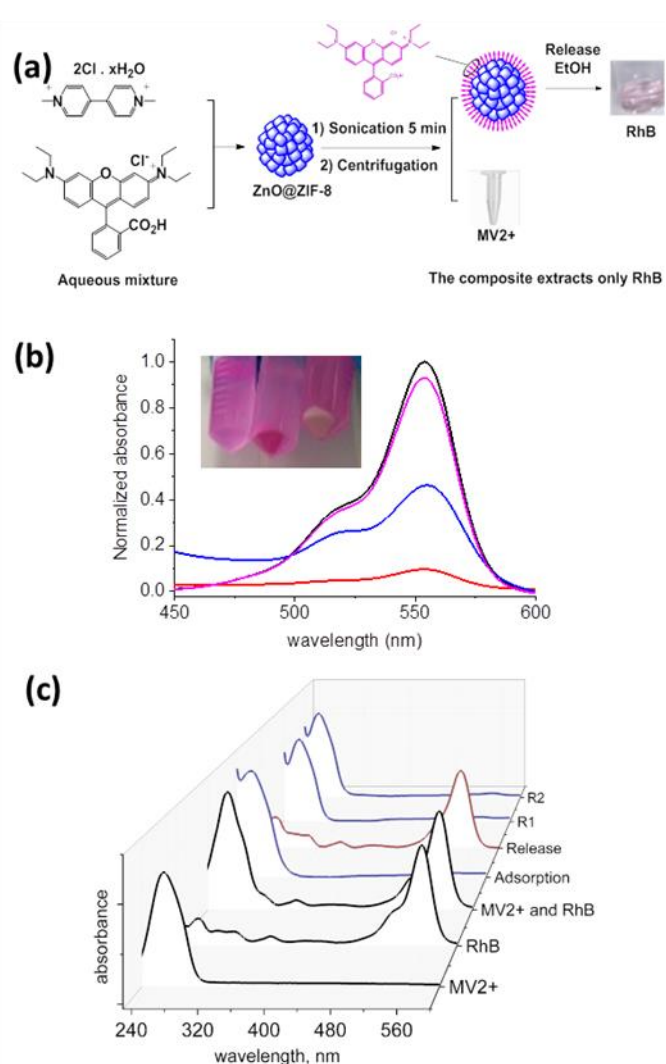 (a)
2Cl . xH₂O
N⁺
N⁺
N
O
Cl⁻
N⁺
CO₂H
Aqueous mixture
ZnO@ZIF-8
N
O
Cl⁻
N⁺
1) Sonication 5 min
2) Centrifugation
Release
EtOH
RhB
MV2+
The composite extracts only RhB
(b)
Normalized absorbance
1.0
0.8
0.6
0.4
0.2
0.0
450
500
550
600
wavelength (nm)
(c)
R2
R1
Release
Adsorption
MV2+ and RhB
RhB
MV2+
absorbance
240
320
400
480
560
wavelength, nm